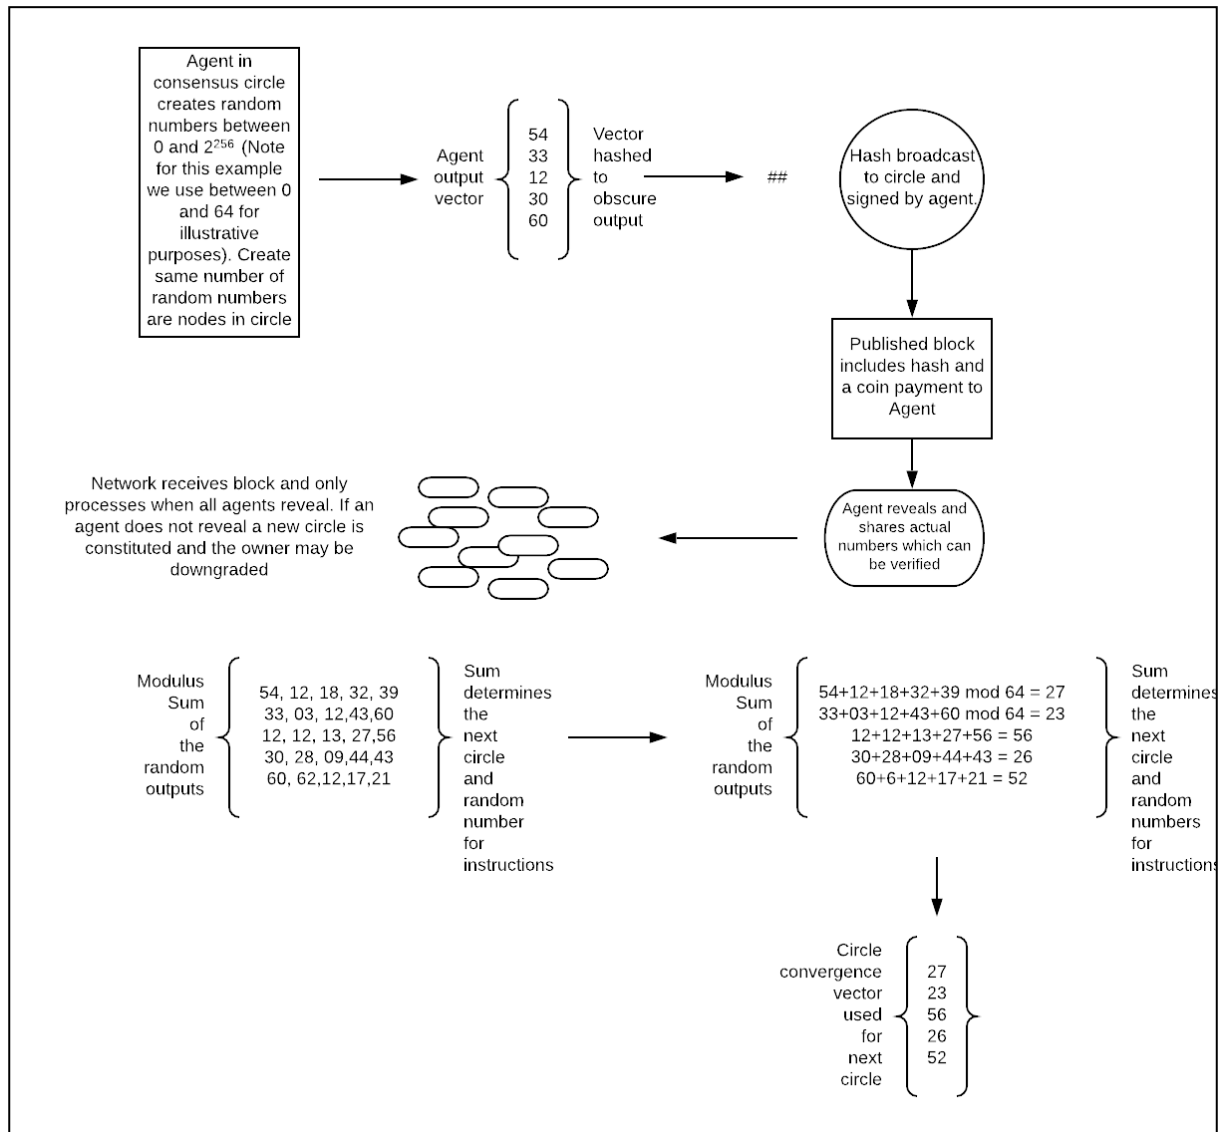 Agent in
consensus circle
creates random
numbers between
0 and 2²⁵⁶ (Note
for this example
we use between 0
and 64 for
illustrative
purposes). Create
same number of
random numbers
are nodes in circle
Agent
output
vector
54
33
12
30
60
Vector
hashed
to
obscure
output
##
Hash broadcast
to circle and
signed by agent.
Published block
includes hash and
a coin payment to
Agent
Agent reveals and
shares actual
numbers which can
be verified
Network receives block and only
processes when all agents reveal. If an
agent does not reveal a new circle is
constituted and the owner may be
downgraded
Modulus
Sum
of
the
random
outputs
54, 12, 18, 32, 39
33, 03, 12,43,60
12, 12, 13, 27,56
30, 28, 09,44,43
60, 62,12,17,21
Sum
determines
the
next
circle
and
random
number
for
instructions
Modulus
Sum
of
the
random
outputs
54+12+18+32+39 mod 64 = 27
33+03+12+43+60 mod 64 = 23
12+12+13+27+56 = 56
30+28+09+44+43 = 26
60+6+12+17+21 = 52
Sum
determines
the
next
circle
and
random
numbers
for
instructions
Circle
convergence
vector
used
for
next
circle
27
23
56
26
52